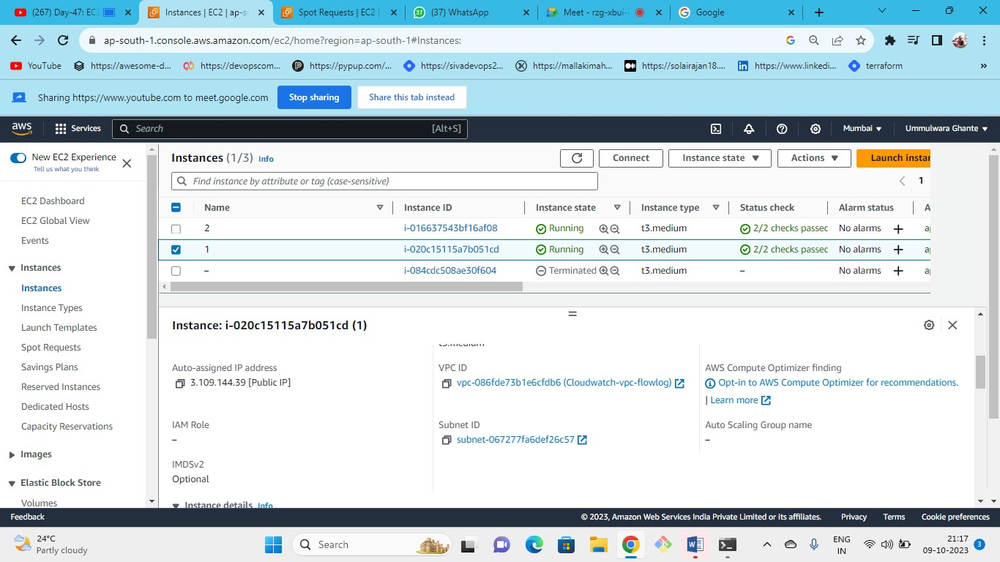 (267) Day-47: EC2
Instances | EC2 | ap-so
Spot Requests | EC2 |
(37) WhatsApp
Meet - rzg-xbui-
Google
ap-south-1.console.aws.amazon.com/ec2/home?region=ap-south-1#Instances:
YouTube
https://awesome-d...
https://devopscom...
https://pypup.com/...
https://sivadevops2...
https://mallakimah...
https://solairajan18....
https://www.linkedi...
terraform
Sharing https://www.youtube.com to meet.google.com
Stop sharing
Share this tab instead
aws
Services
Search
[Alt+S]
Mumbai
Ummulwara Ghante
New EC2 Experience
Tell us what you think
EC2 Dashboard
EC2 Global View
Events
Instances
Instances
Instance Types
Launch Templates
Spot Requests
Savings Plans
Reserved Instances
Dedicated Hosts
Capacity Reservations
Images
Elastic Block Store
Volumes
Instances (1/3) Info
Connect
Instance state
Actions
Launch instan
Find instance by attribute or tag (case-sensitive)
1
Name Instance ID Instance state Instance type Status check Alarm status A
2 i-016637543bf16af08 Running t3.medium 2/2 checks passed No alarms + a
1 i-020c15115a7b051cd Running t3.medium 2/2 checks passed No alarms + a
– i-084cdc508ae30f604 Terminated t3.medium – No alarms + a
Instance: i-020c15115a7b051cd (1)
t3.medium
Auto-assigned IP address
3.109.144.39 [Public IP]
VPC ID
vpc-086fde73b1e6cfdb6 (Cloudwatch-vpc-flowlog)
AWS Compute Optimizer finding
Opt-in to AWS Compute Optimizer for recommendations.
| Learn more
IAM Role
–
Subnet ID
subnet-067277fa6def26c57
Auto Scaling Group name
–
IMDSv2
Optional
Instance details Info
Feedback
© 2023, Amazon Web Services India Private Limited or its affiliates.
Privacy
Terms
Cookie preferences
24°C
Partly cloudy
Search
ENG
IN
21:17
09-10-2023
3